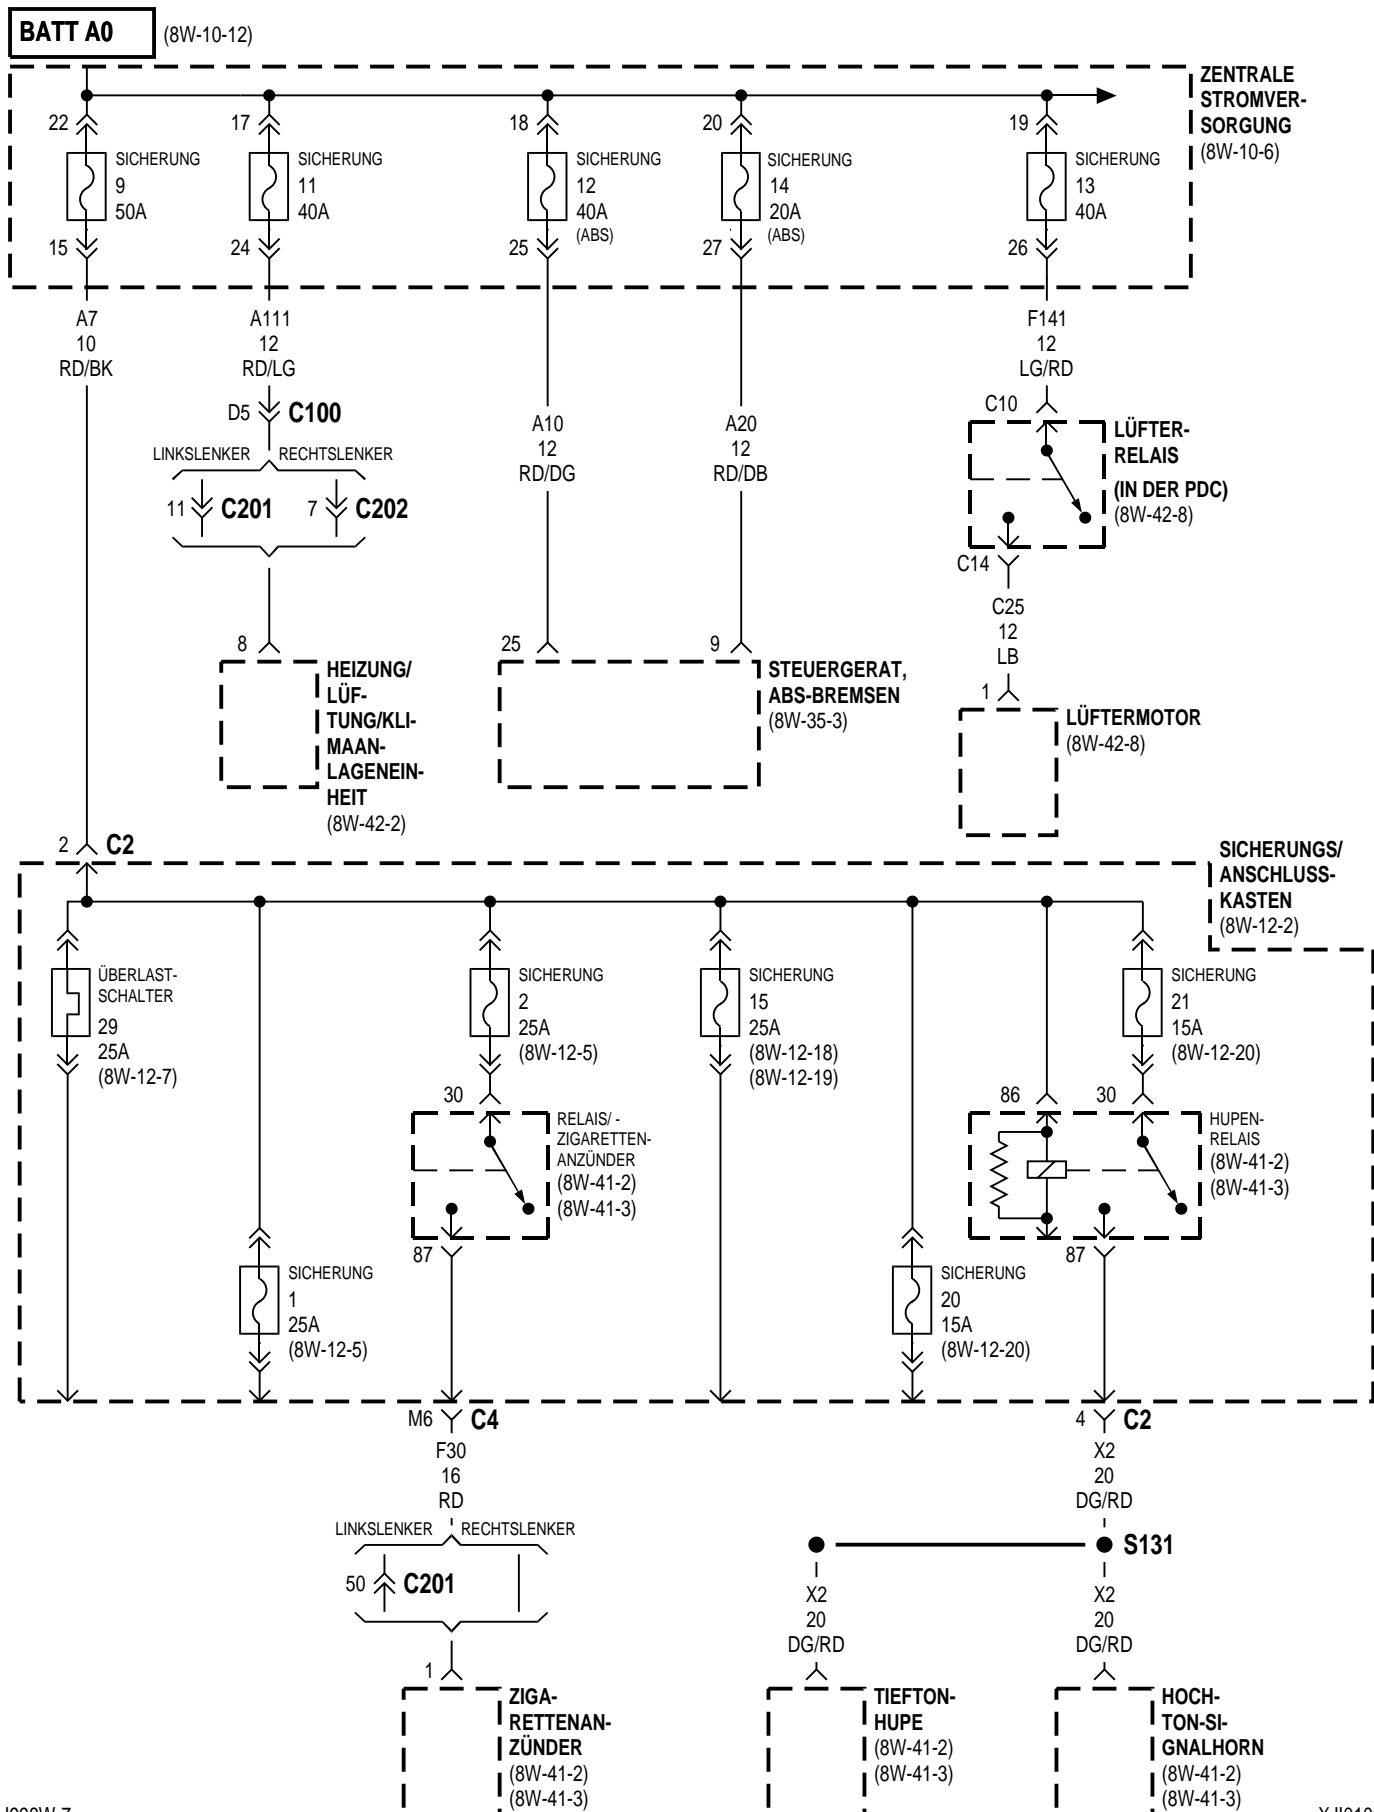 BATT A0 (8W-10-12)
ZENTRALE
STROMVER-
SORGUNG
(8W-10-6)
22 17 18 20 19
SICHERUNG
9
50A
SICHERUNG
11
40A
SICHERUNG
12
40A
(ABS)
SICHERUNG
14
20A
(ABS)
SICHERUNG
13
40A
15 24 25 27 26
A7
10
RD/BK
A111
12
RD/LG
F141
12
LG/RD
D5 C100
LINKSLENKER RECHTSLENKER
11 C201 7 C202
A10
12
RD/DG
A20
12
RD/DB
C10
LÜFTER-
RELAIS
(IN DER PDC)
(8W-42-8)
C14
C25
12
LB
8
HEIZUNG/
LÜF-
TUNG/KLI-
MAAN-
LAGENEIN-
HEIT
(8W-42-2)
25 9
STEUERGERAT,
ABS-BREMSEN
(8W-35-3)
1
LÜFTERMOTOR
(8W-42-8)
2 C2
SICHERUNGS/
ANSCHLUSS-
KASTEN
(8W-12-2)
ÜBERLAST-
SCHALTER
29
25A
(8W-12-7)
SICHERUNG
2
25A
(8W-12-5)
SICHERUNG
15
25A
(8W-12-18)
(8W-12-19)
SICHERUNG
21
15A
(8W-12-20)
30
RELAIS/ -
ZIGARETTEN-
ANZÜNDER
(8W-41-2)
(8W-41-3)
87
86 30
HUPEN-
RELAIS
(8W-41-2)
(8W-41-3)
87
SICHERUNG
1
25A
(8W-12-5)
SICHERUNG
20
15A
(8W-12-20)
M6 C4
F30
16
RD
4 C2
X2
20
DG/RD
LINKSLENKER RECHTSLENKER
50 C201
S131
X2
20
DG/RD
X2
20
DG/RD
1
ZIGA-
RETTENAN-
ZÜNDER
(8W-41-2)
(8W-41-3)
TIEFTON-
HUPE
(8W-41-2)
(8W-41-3)
HOCH-
TON-SI-
GNALHORN
(8W-41-2)
(8W-41-3)